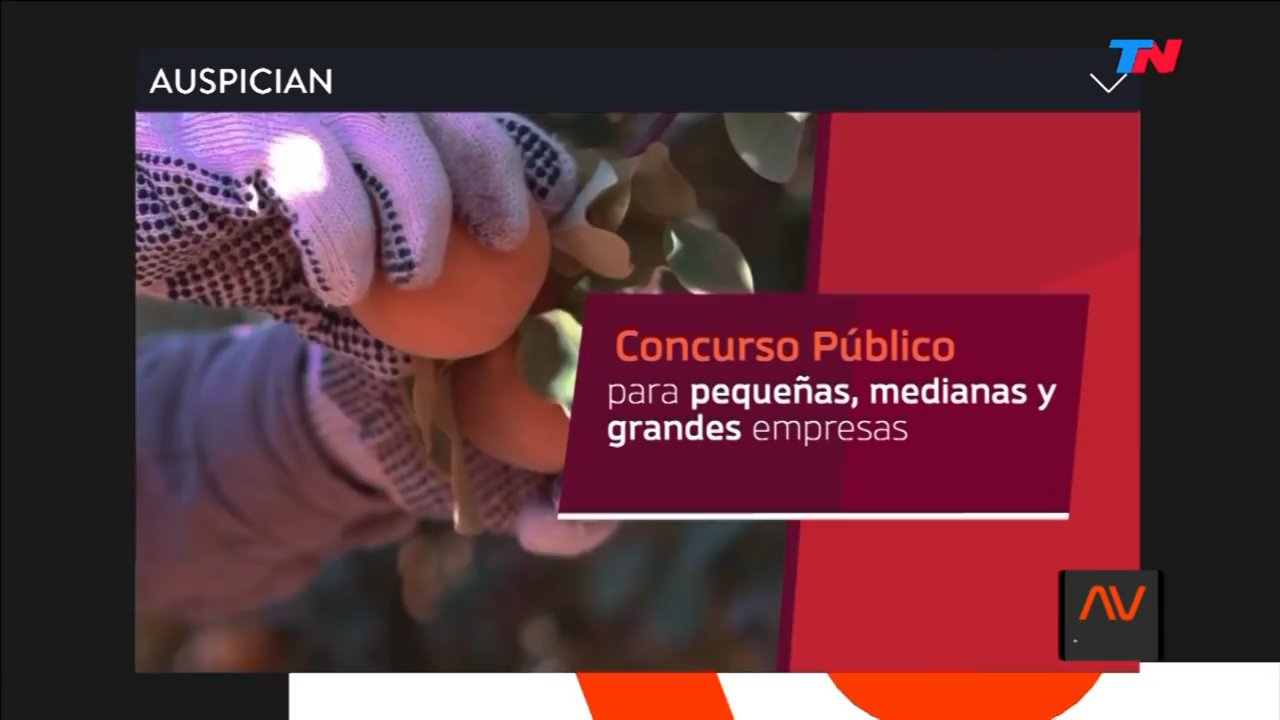 TN
AUSPICIAN
Concurso Público
para pequeñas, medianas y
grandes empresas
AV